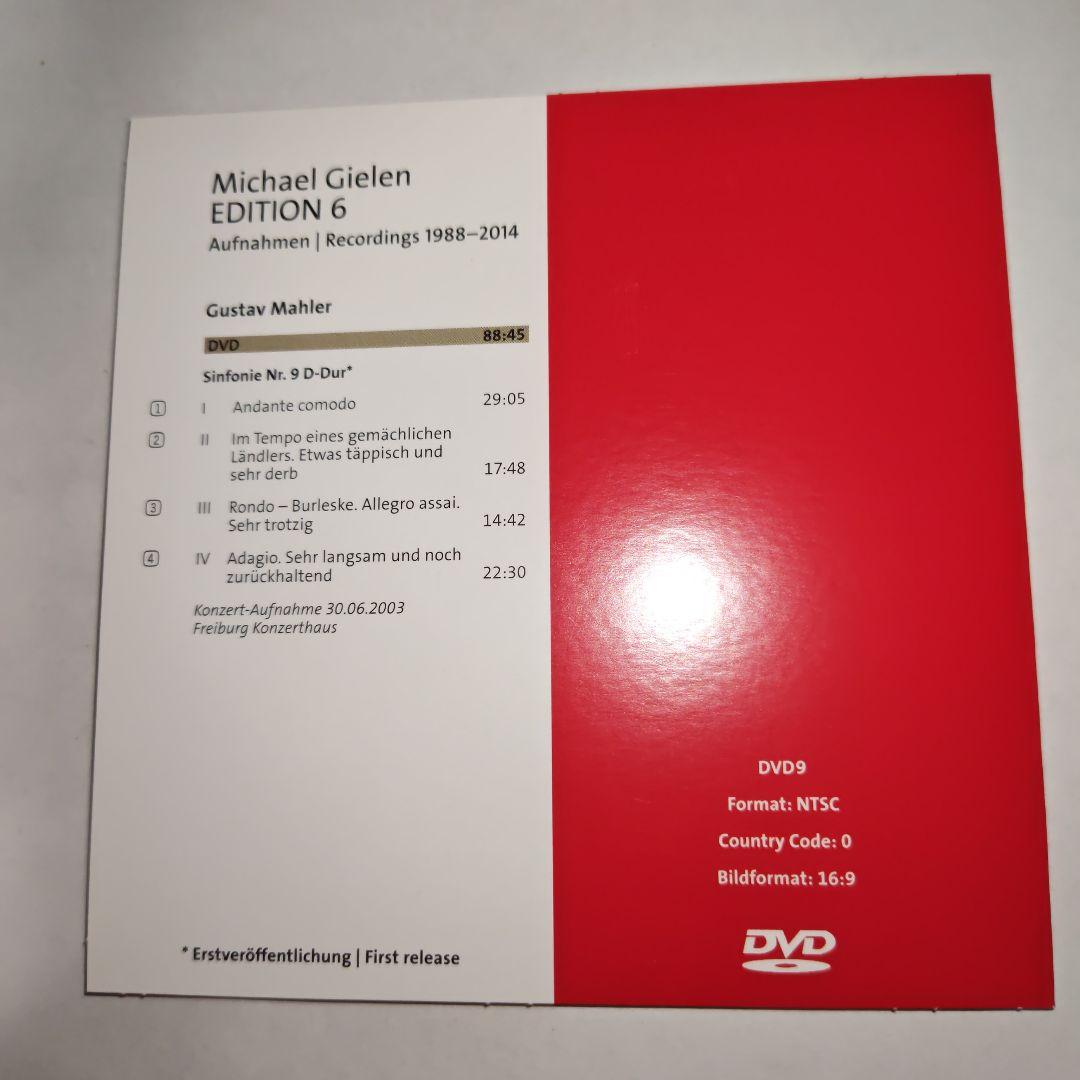 Michael Gielen
EDITION 6
Aufnahmen | Recordings 1988–2014
Gustav Mahler
DVD 88:45
Sinfonie Nr. 9 D-Dur*
1 I Andante comodo 29:05
2 II Im Tempo eines gemächlichen
Ländlers. Etwas täppisch und
sehr derb 17:48
3 III Rondo – Burleske. Allegro assai.
Sehr trotzig 14:42
4 IV Adagio. Sehr langsam und noch
zurückhaltend 22:30
Konzert-Aufnahme 30.06.2003
Freiburg Konzerthaus
* Erstveröffentlichung | First release
DVD9
Format: NTSC
Country Code: 0
Bildformat: 16:9
DVD